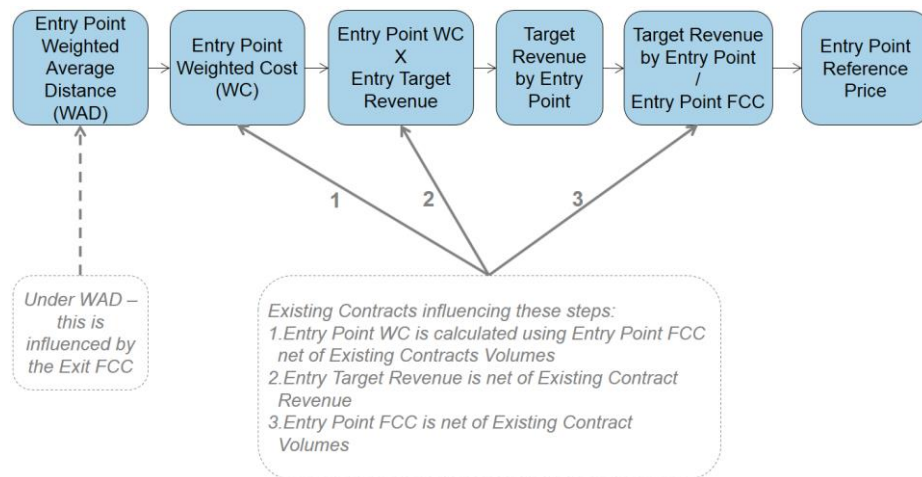 Entry Point
Weighted
Average
Distance
(WAD)
Entry Point
Weighted Cost
(WC)
Entry Point WC
X
Entry Target
Revenue
Target
Revenue
by Entry
Point
Target Revenue
by Entry Point
/
Entry Point FCC
Entry Point
Reference
Price
1
2
3
Under WAD –
this is
influenced by
the Exit FCC
Existing Contracts influencing these steps:
1.Entry Point WC is calculated using Entry Point FCC
net of Existing Contracts Volumes
2.Entry Target Revenue is net of Existing Contract
Revenue
3.Entry Point FCC is net of Existing Contract
Volumes